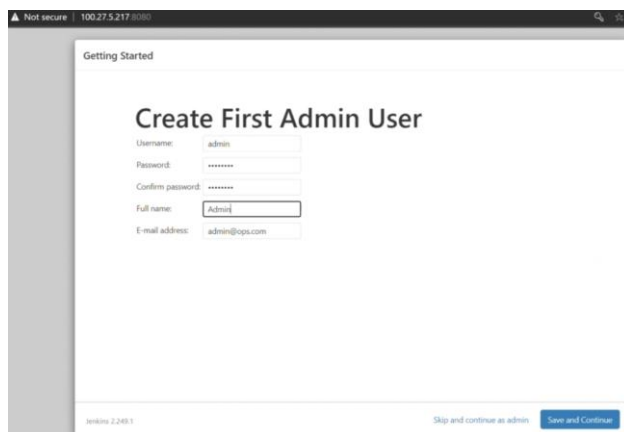 Not secure | 100.27.5.217:8080
Getting Started
Create First Admin User
Username: admin
Password: ••••••••
Confirm password: ••••••••
Full name: Admin
E-mail address: admin@ops.com
Jenkins 2.249.1 Skip and continue as admin Save and Continue